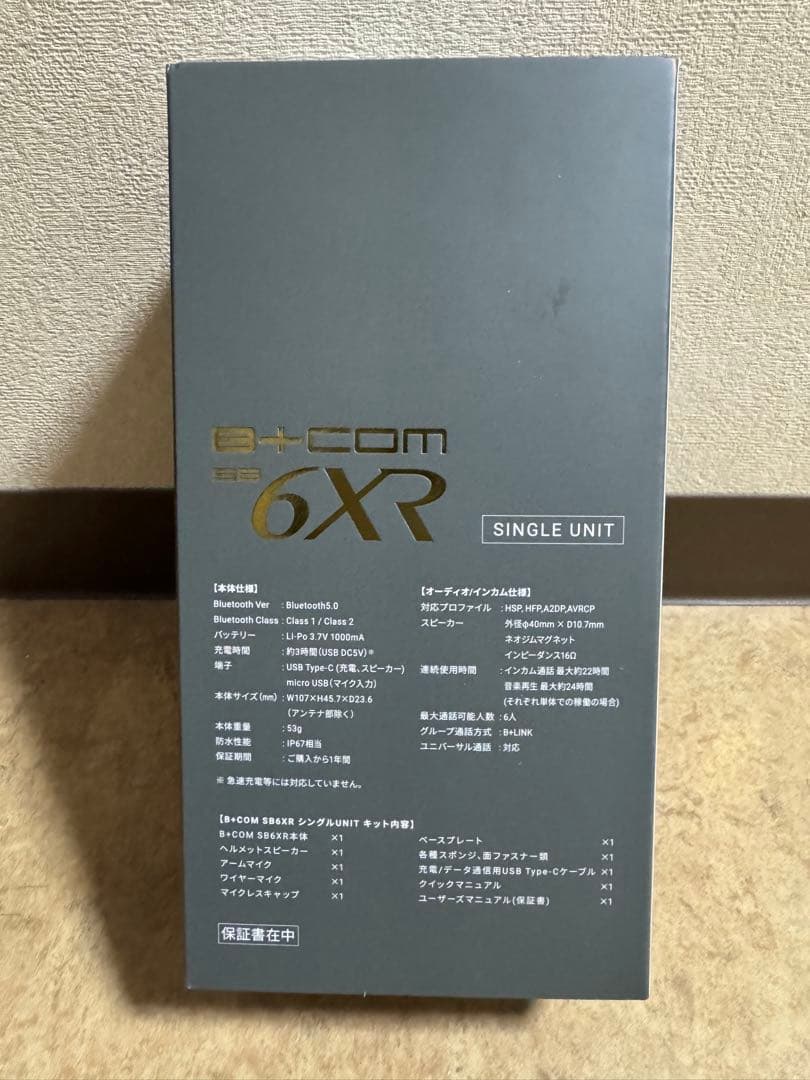 B+COM
SB
6XR
SINGLE UNIT
【本体仕様】
Bluetooth Ver : Bluetooth5.0
Bluetooth Class : Class 1 / Class 2
バッテリー : Li-Po 3.7V 1000mA
充電時間 : 約3時間(USB DC5V)※
端子 : USB Type-C (充電、スピーカー)
micro USB(マイク入力)
本体サイズ(mm) : W107×H45.7×D23.6
(アンテナ部除く)
本体重量 : 53g
防水性能 : IP67相当
保証期間 : ご購入から1年間
※ 急速充電等には対応していません。
【オーディオ/インカム仕様】
対応プロファイル : HSP, HFP,A2DP,AVRCP
スピーカー 外径φ40mm × D10.7mm
ネオジムマグネット
インピーダンス16Ω
連続使用時間 : インカム通話 最大約22時間
音楽再生 最大約24時間
(それぞれ単体での稼働の場合)
最大通話可能人数 : 6人
グループ通話方式 : B+LINK
ユニバーサル通話 : 対応
【B+COM SB6XR シングルUNIT キット内容】
B+COM SB6XR本体 ×1
ヘルメットスピーカー ×1
アームマイク ×1
ワイヤーマイク ×1
マイクレスキャップ ×1
ベースプレート ×1
各種スポンジ、面ファスナー類 ×1
充電/データ通信用USB Type-Cケーブル ×1
クイックマニュアル ×1
ユーザーズマニュアル(保証書) ×1
保証書在中